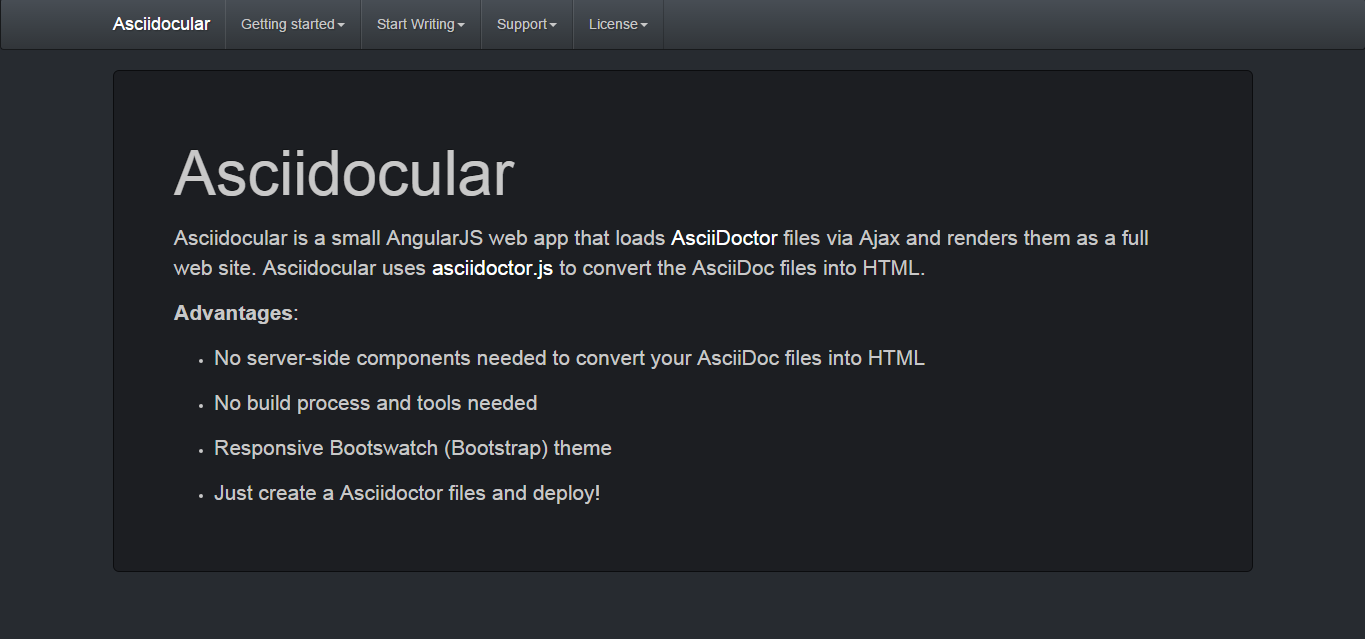 Asciidocular Getting started Start Writing Support License
Asciidocular
Asciidocular is a small AngularJS web app that loads AsciiDoctor files via Ajax and renders them as a full
web site. Asciidocular uses asciidoctor.js to convert the AsciiDoc files into HTML.
Advantages:
• No server-side components needed to convert your AsciiDoc files into HTML
• No build process and tools needed
• Responsive Bootswatch (Bootstrap) theme
• Just create a Asciidoctor files and deploy!